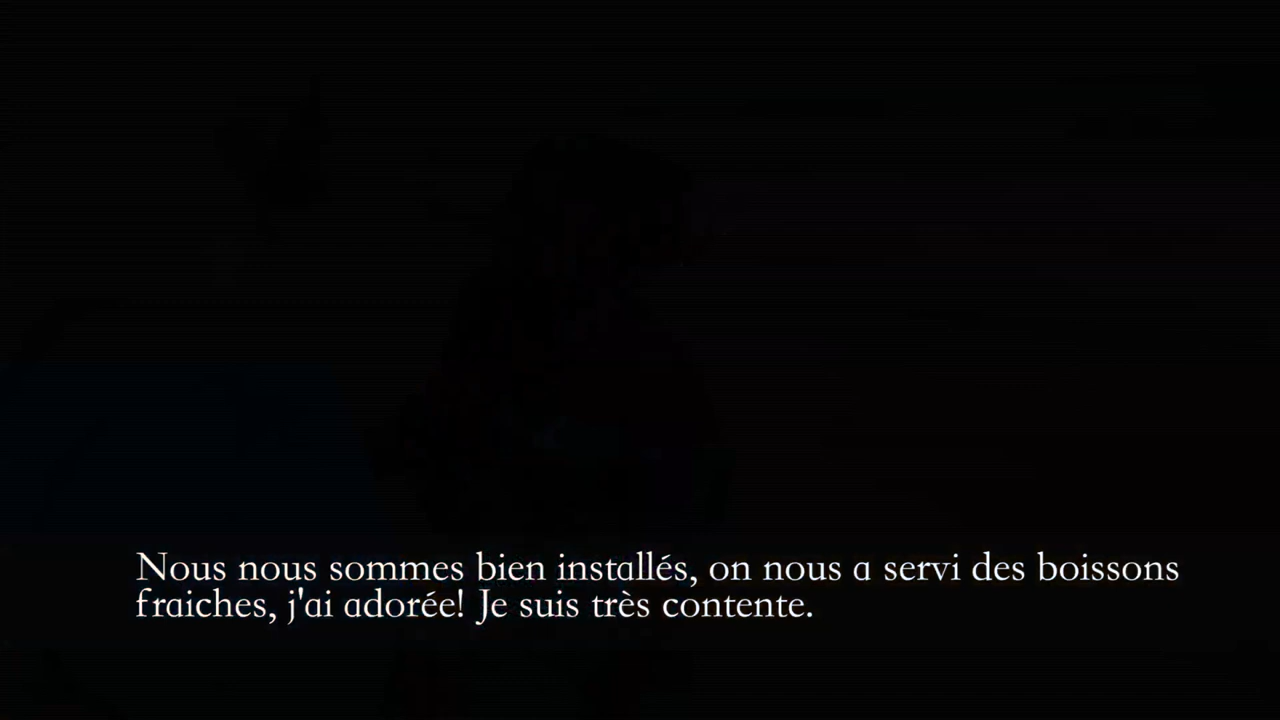 Nous nous sommes bien installés, on nous a servi des boissons
fraiches, j'ai adorée! Je suis très contente.